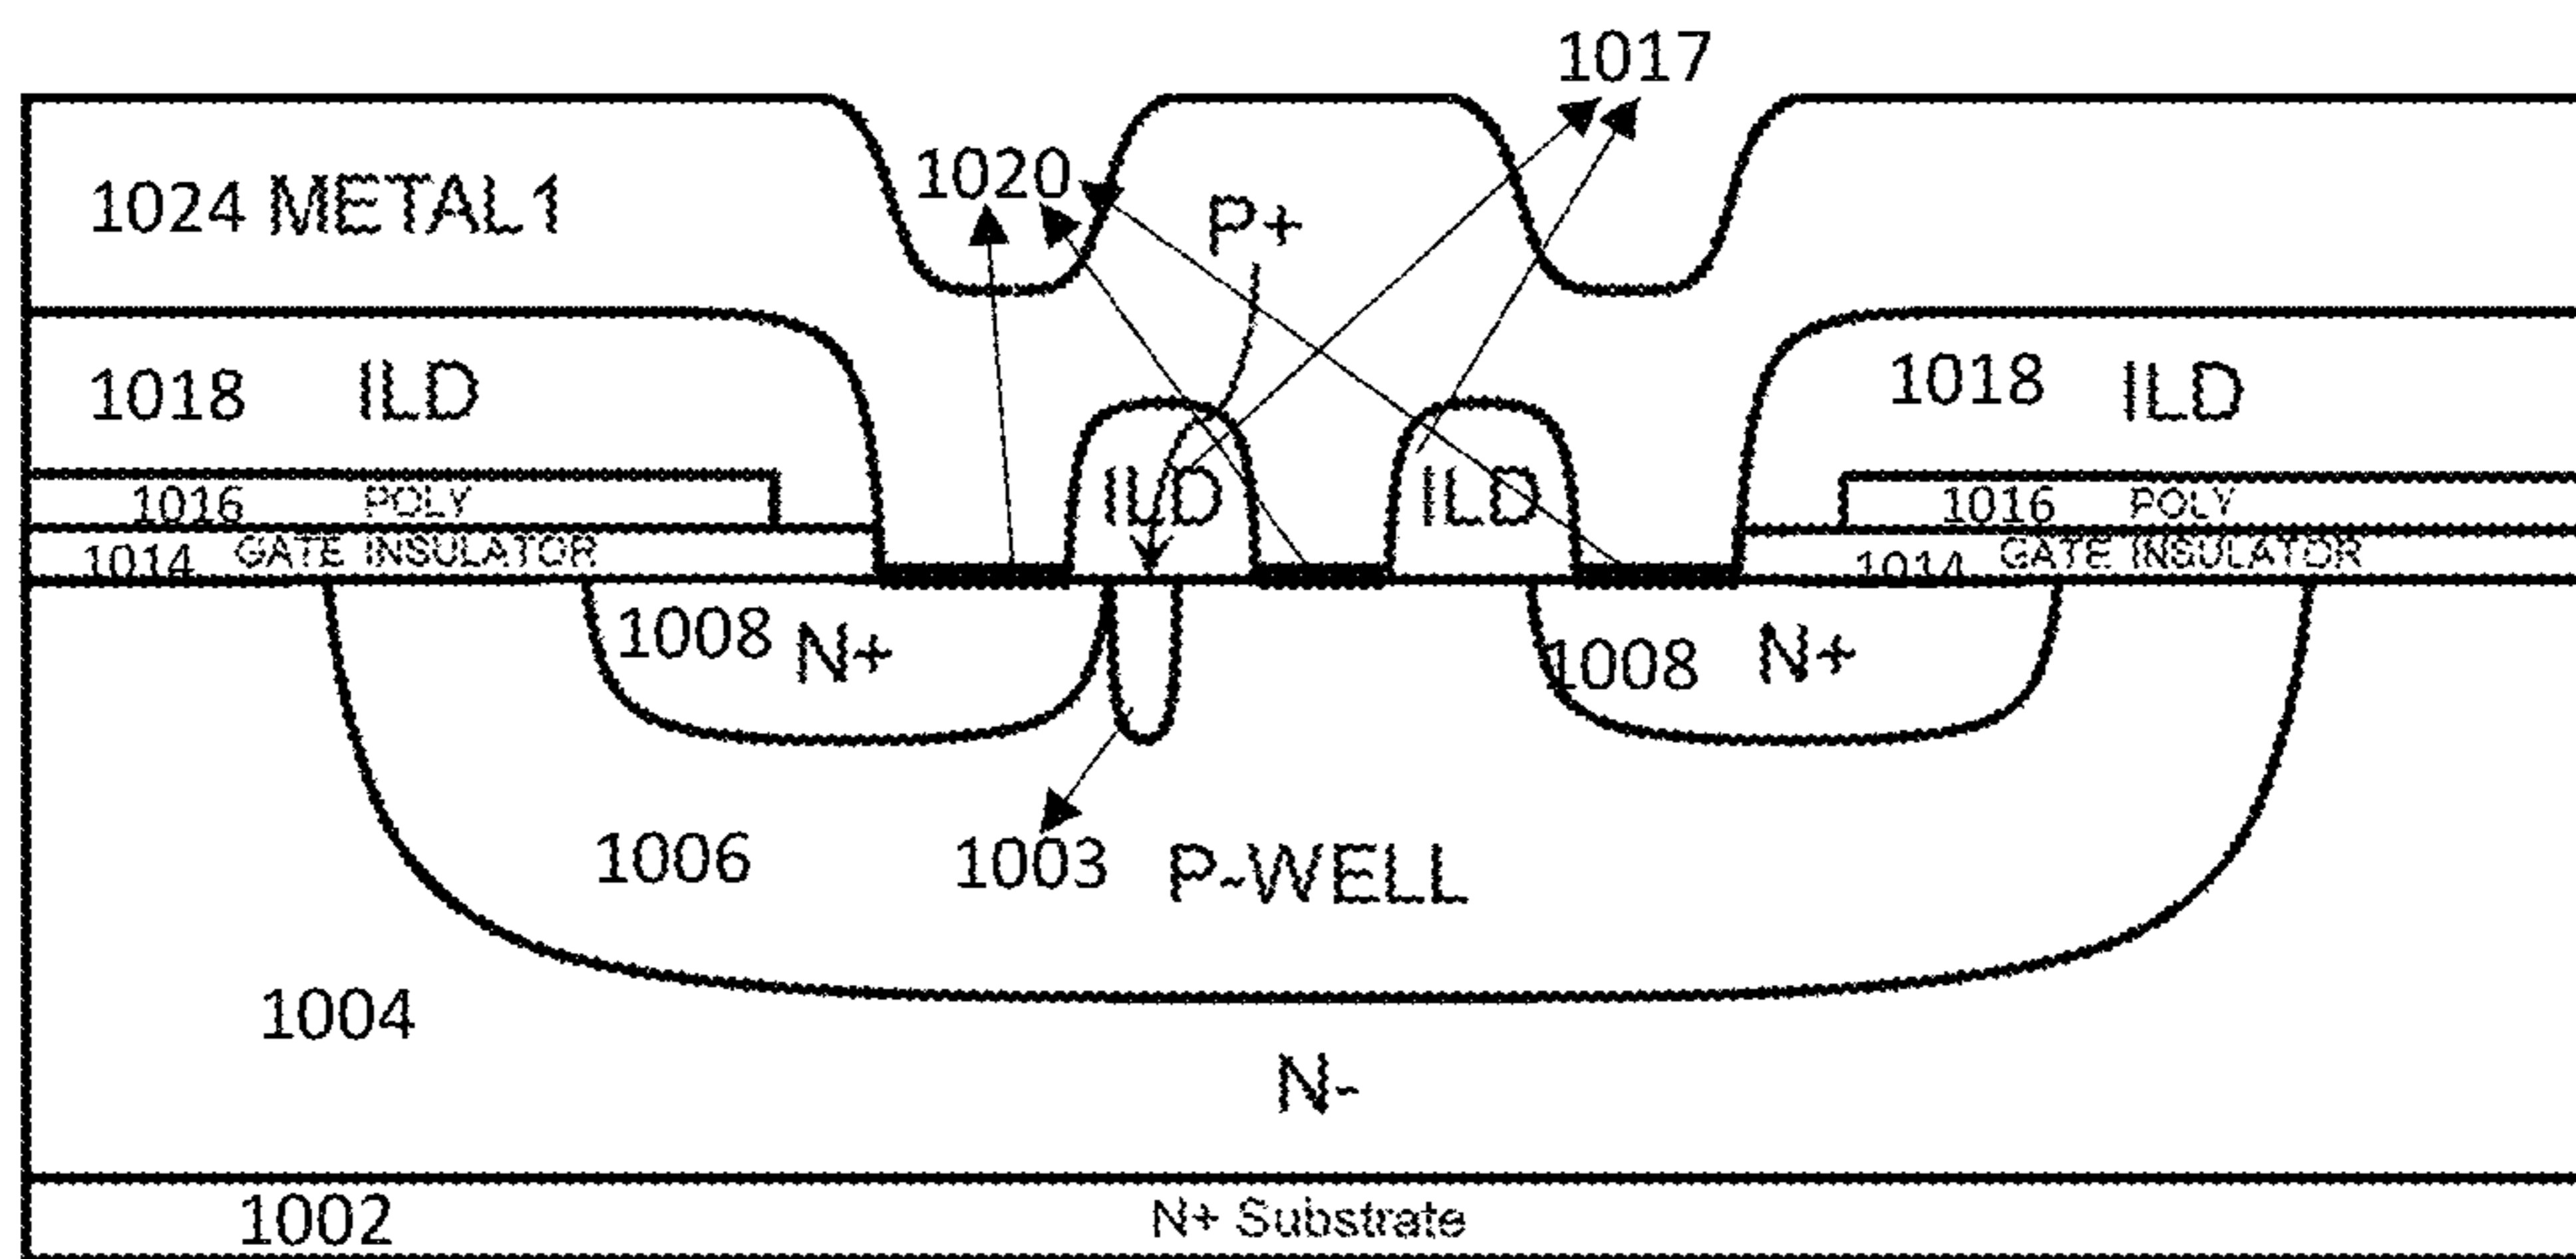 1017
1020
1024 METAL1
P+
1018 ILD
1018 ILD
ILD
ILD
1016 POLY
1016 POLY
1014 GATE INSULATOR
1014 GATE INSULATOR
1008 N+
1008 N+
1006
1003
P-WELL
1004
N-
1002
N+ Substrate